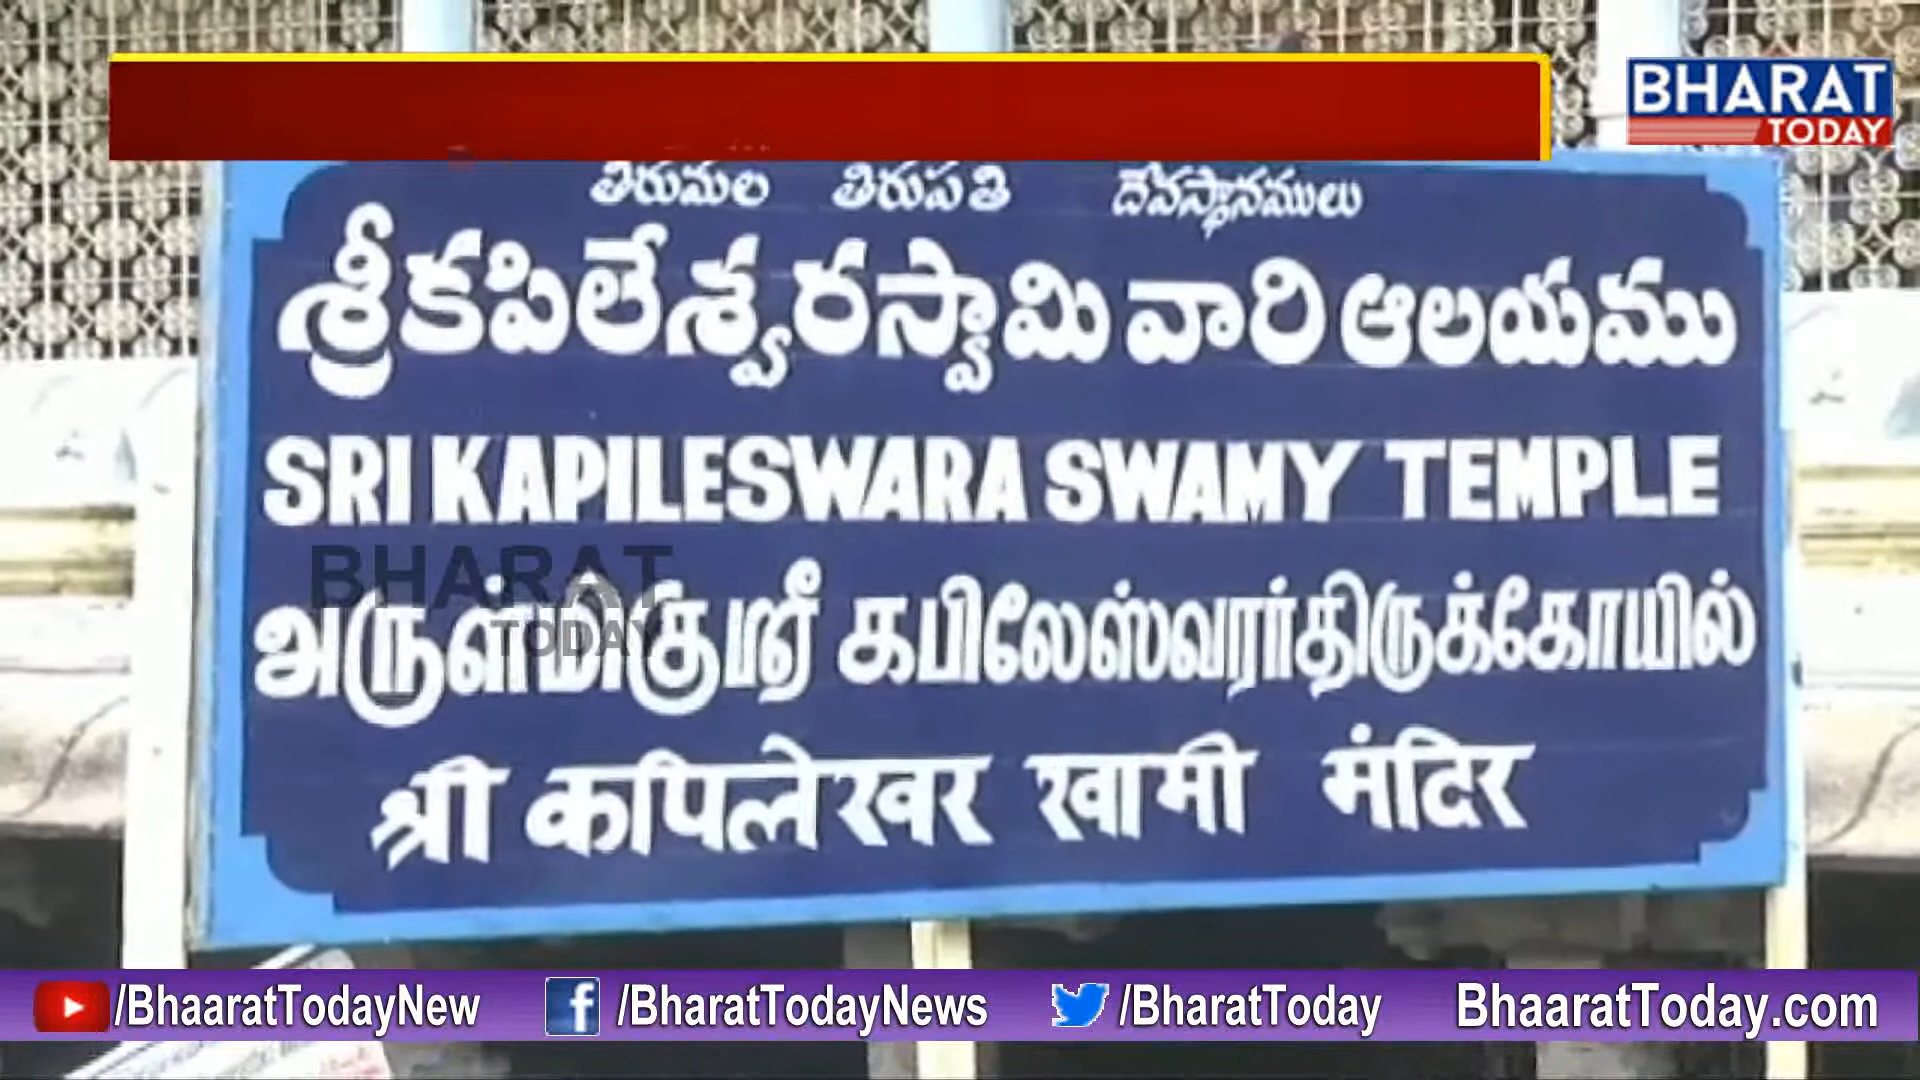 BHARAT
TODAY
తిరుమల తిరుపతి దేవస్థానములు
శ్రీకపిలేశ్వరస్వామి వారి ఆలయము
SRI KAPILESWARA SWAMY TEMPLE
BHARAT
TODAY
அருள்மிகு ஸ்ரீ கபிலேஸ்வரர்திருக்கோயில்
श्री कपिलेश्वर स्वामी मंदिर
/BhaaratTodayNew /BharatTodayNews /BharatToday BhaaratToday.com